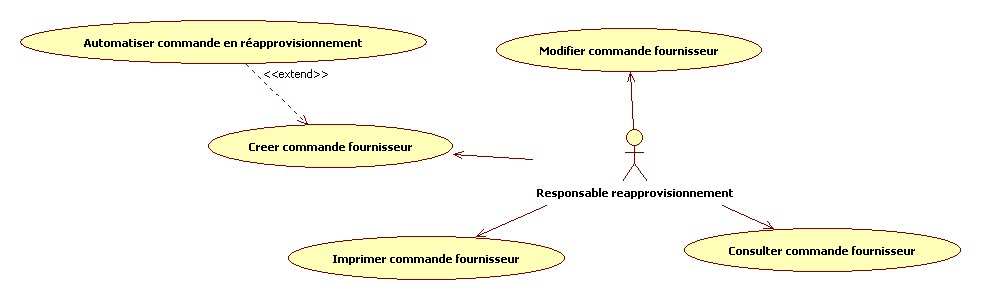 Automatiser commande en réapprovisionnement
Modifier commande fournisseur
<<extend>>
Creer commande fournisseur
Responsable reapprovisionnement
Imprimer commande fournisseur
Consulter commande fournisseur